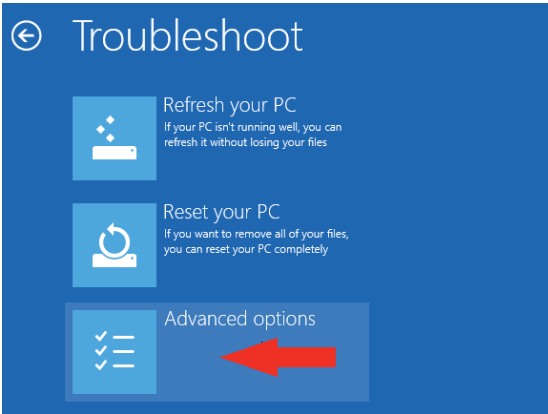 Troubleshoot
Refresh your PC
If your PC isn't running well, you can
refresh it without losing your files
Reset your PC
If you want to remove all of your files,
you can reset your PC completely
Advanced options